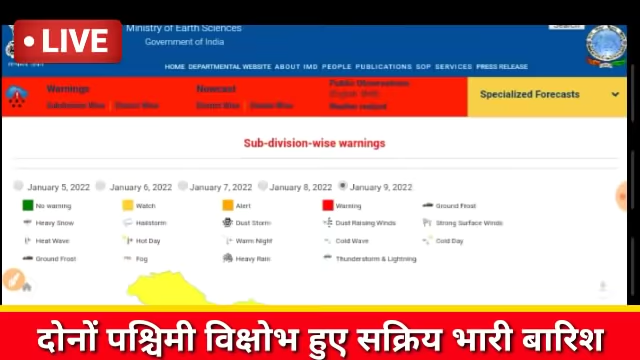 LIVE
Ministry of Earth Sciences
Government of India
HOME DEPARTMENTAL WEBSITE ABOUT IMD PEOPLE PUBLICATIONS SOP SERVICES PRESS RELEASE
Warnings Nowcast Public Observations
Specialized Forecasts
Sub-division-wise warnings
January 5, 2022 January 6, 2022 January 7, 2022 January 8, 2022 January 9, 2022
No warning Watch Alert Warning Ground Frost
Heavy Snow Hailstorm Dust Storm Dust Raising Winds Strong Surface Winds
Heat Wave Hot Day Warm Night Cold Wave Cold Day
Ground Frost Fog Heavy Rain Thunderstorm & Lightning
दोनों पश्चिमी विक्षोभ हुए सक्रिय भारी बारिश